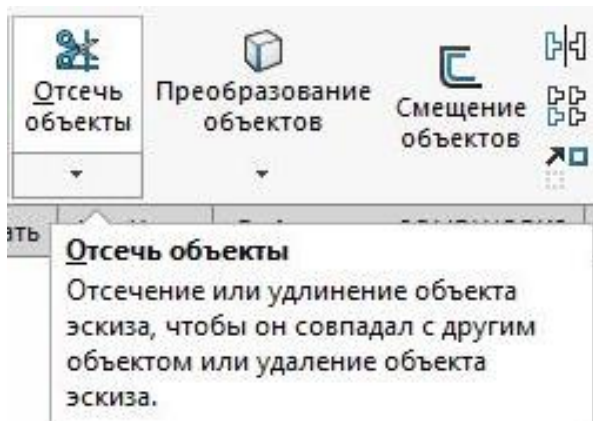 Отсечь
объекты
Преобразование
объектов
Смещение
объектов
ать
Отсечь объекты
Отсечение или удлинение объекта
эскиза, чтобы он совпадал с другим
объектом или удаление объекта
эскиза.